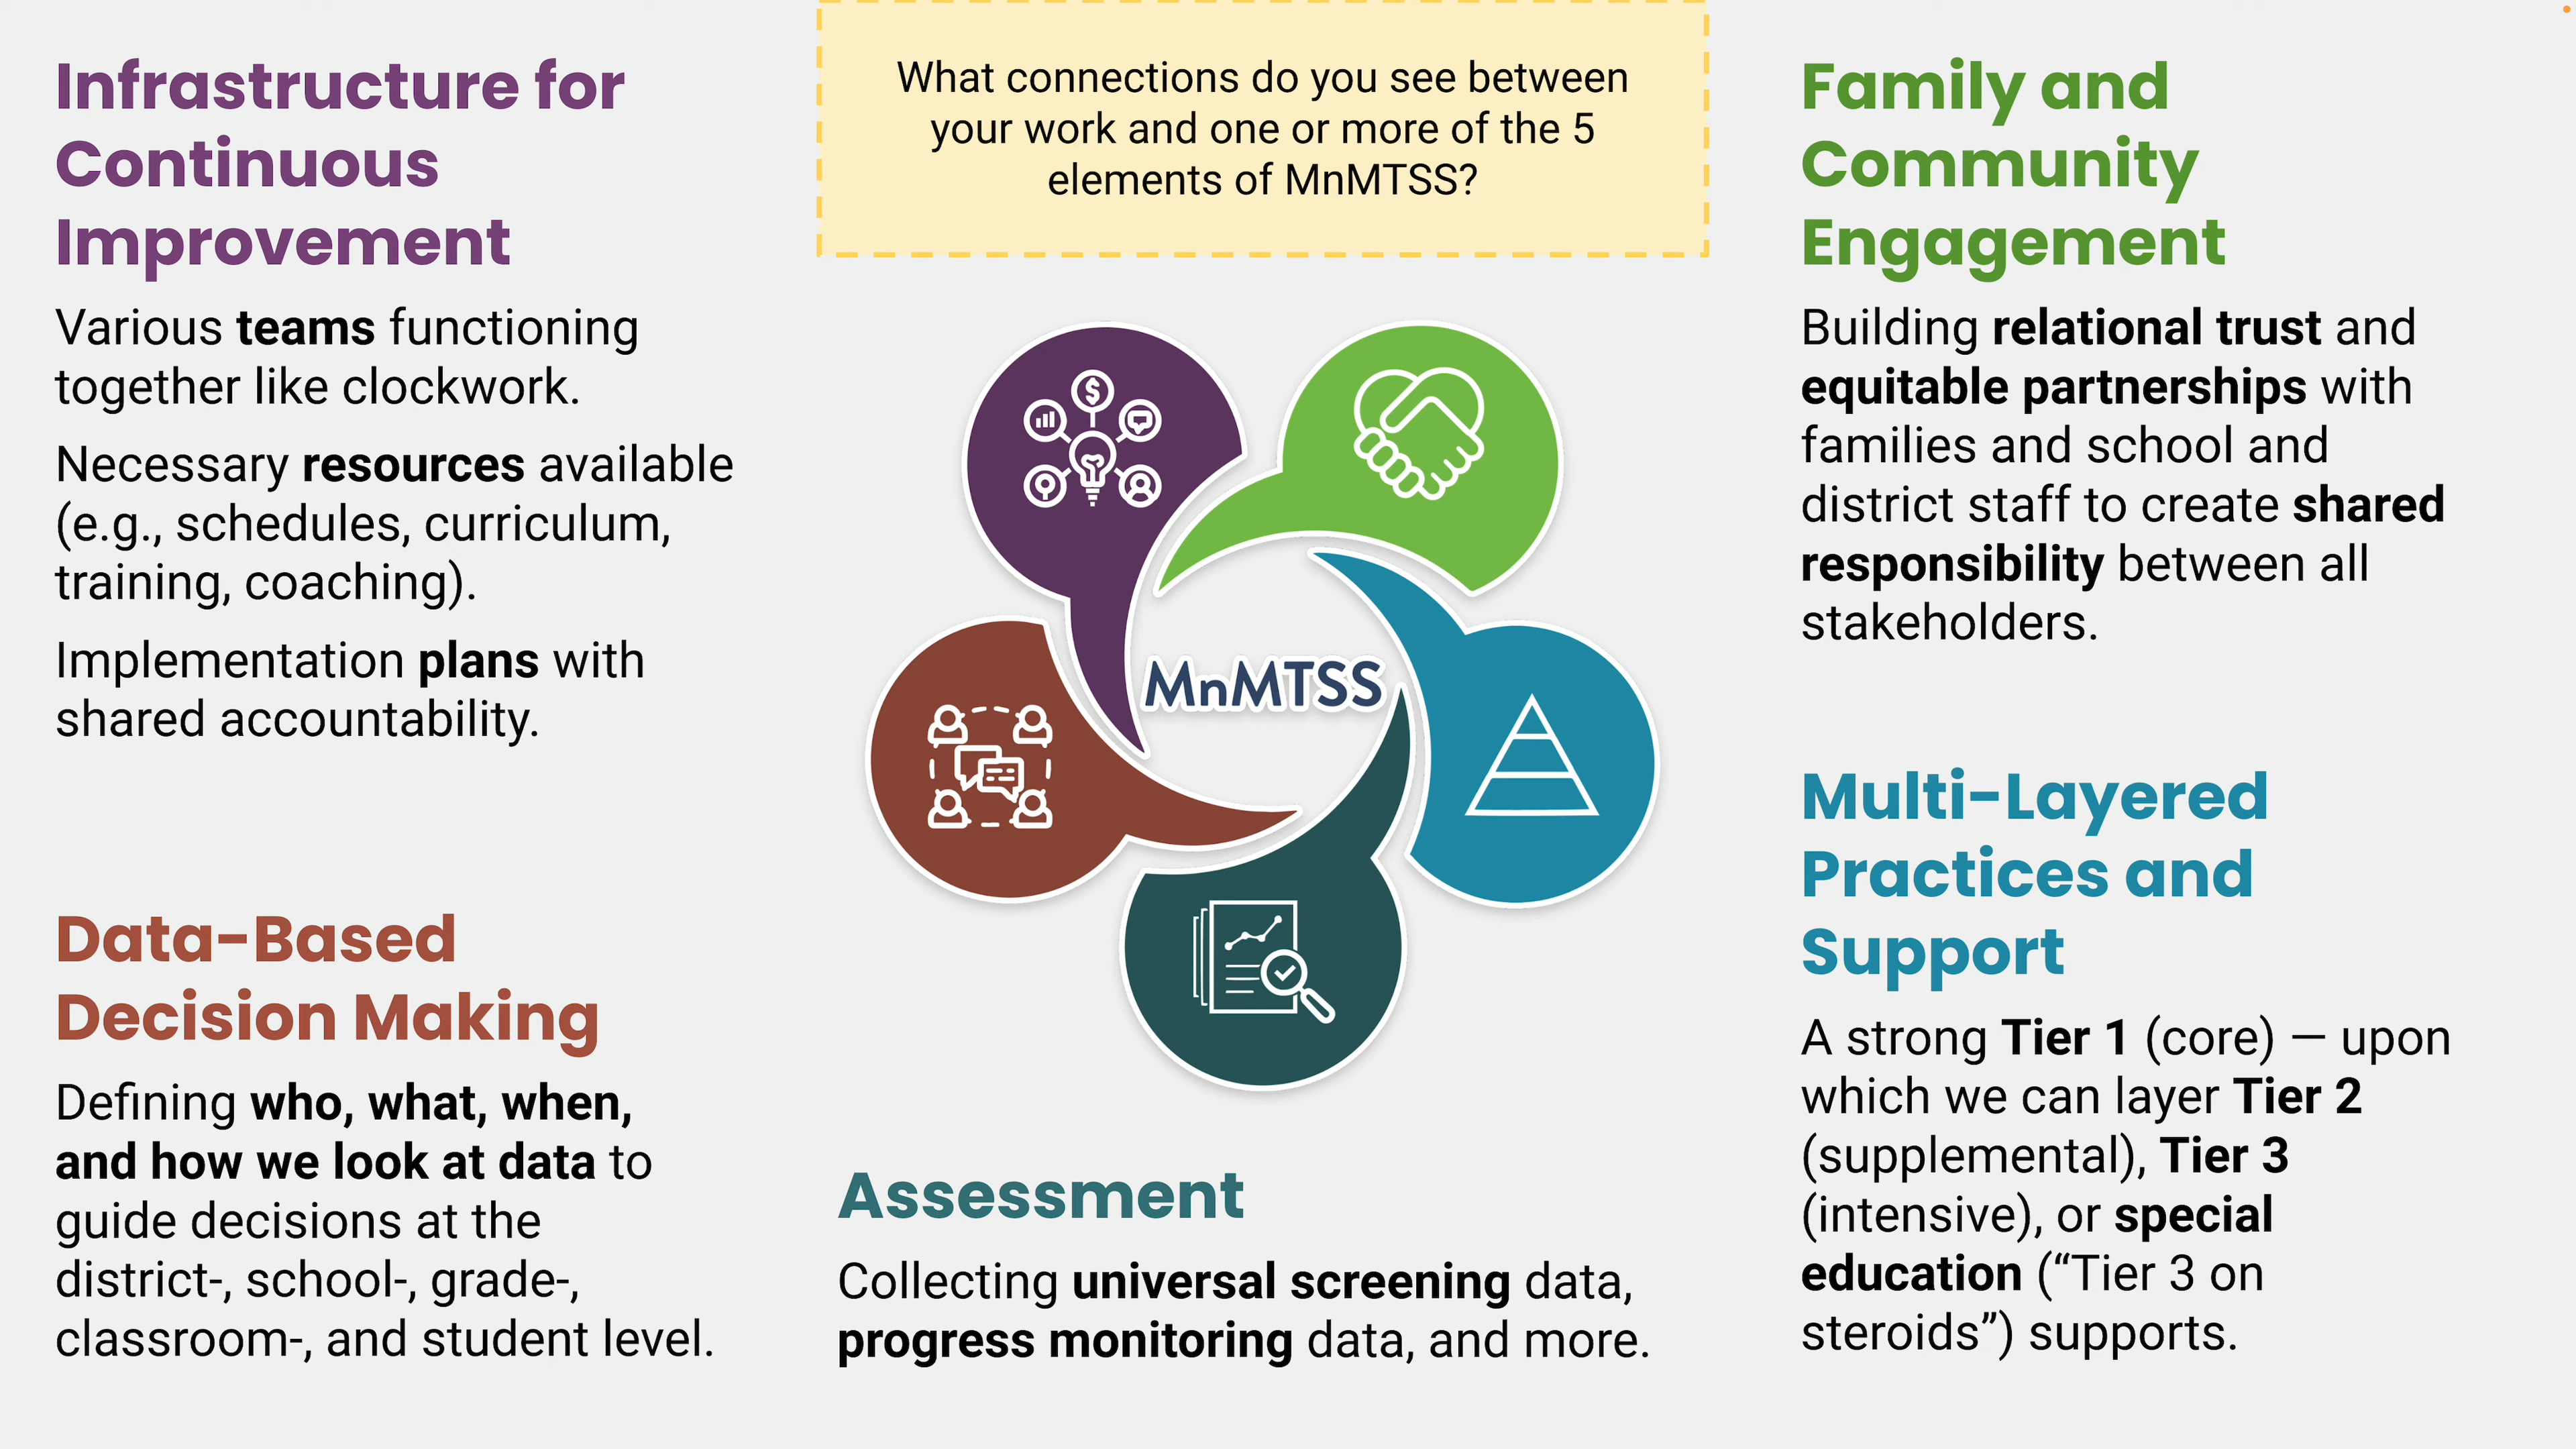 Infrastructure for
Continuous
Improvement
Various teams functioning
together like clockwork.
Necessary resources available
(e.g., schedules, curriculum,
training, coaching).
Implementation plans with
shared accountability.
Data-Based
Decision Making
Defining who, what, when,
and how we look at data to
guide decisions at the
district-, school-, grade-,
classroom-, and student level.
What connections do you see between
your work and one or more of the 5
elements of MnMTSS?
$
MnMTSS
Assessment
Collecting universal screening data,
progress monitoring data, and more.
Family and
Community
Engagement
Building relational trust and
equitable partnerships with
families and school and
district staff to create shared
responsibility between all
stakeholders.
Multi-Layered
Practices and
Support
A strong Tier 1 (core) — upon
which we can layer Tier 2
(supplemental), Tier 3
(intensive), or special
education (“Tier 3 on
steroids”) supports.